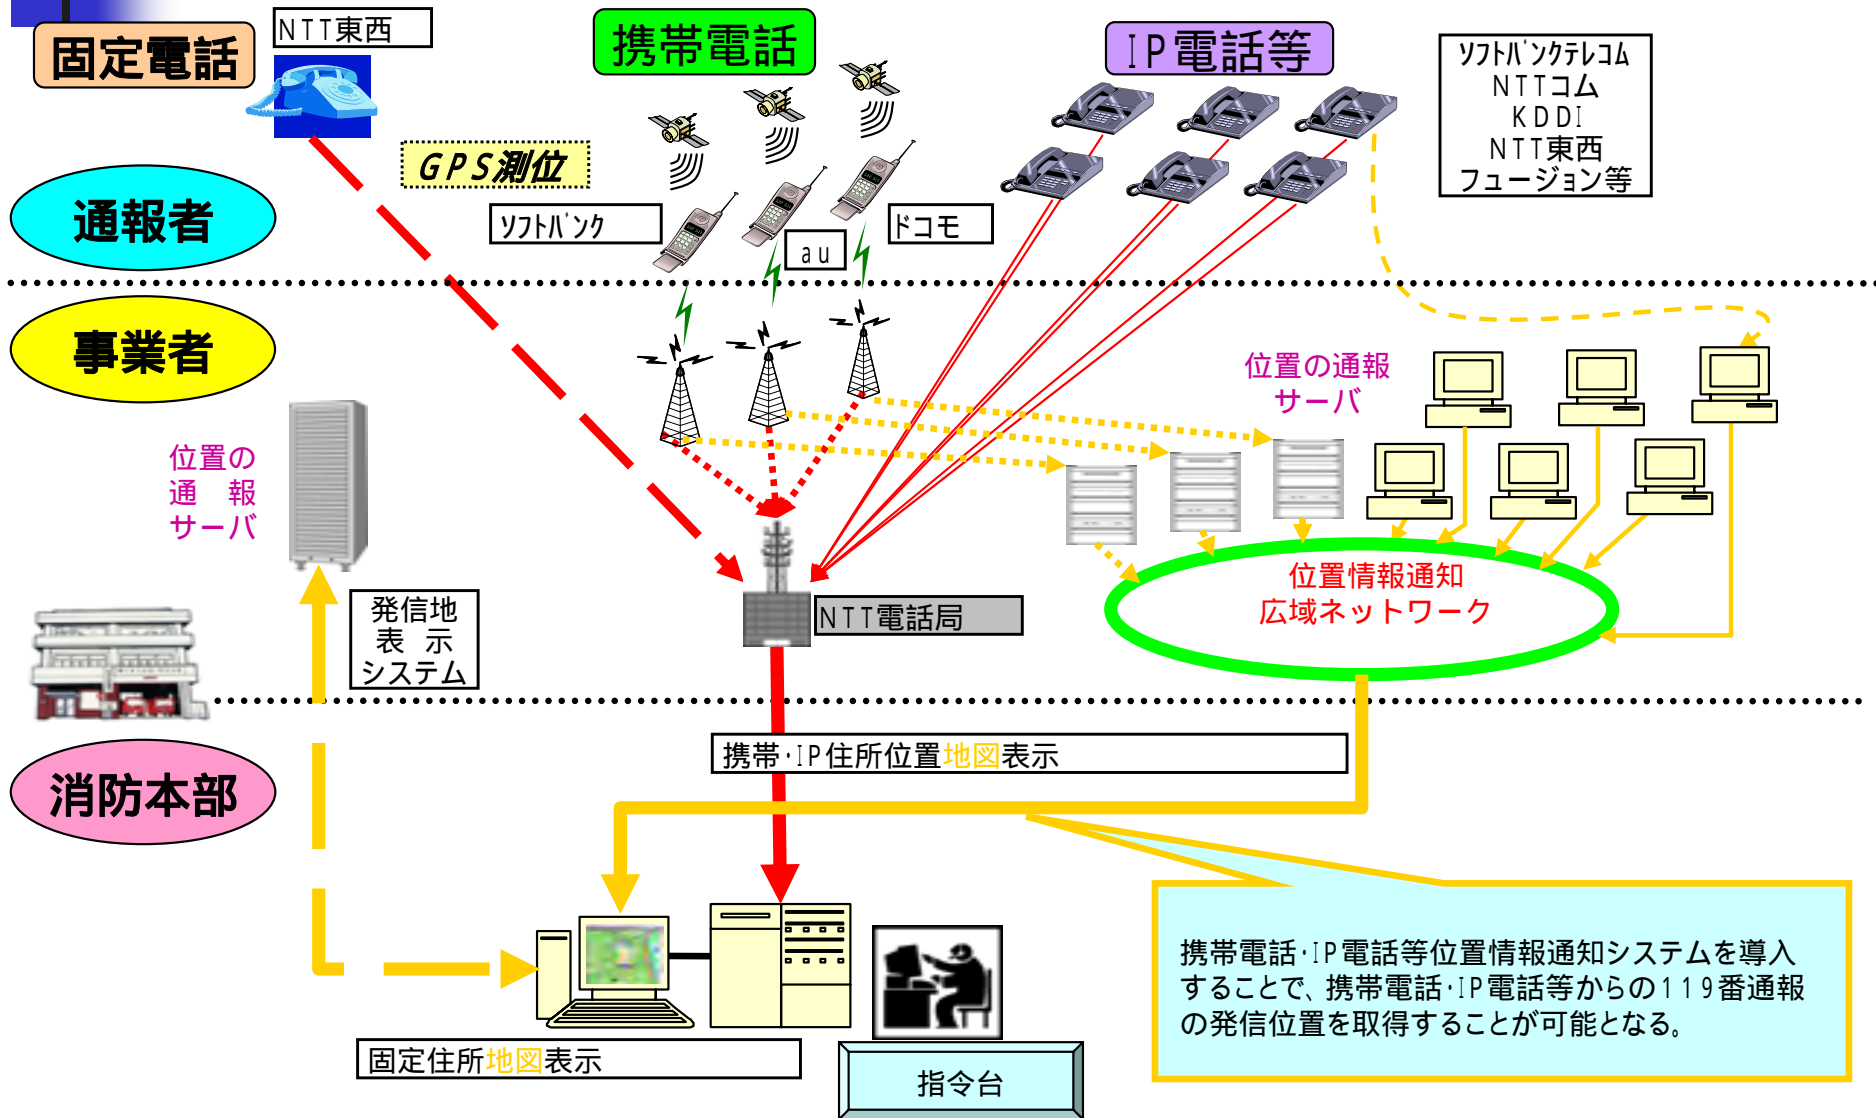 固定電話
NTT東西
携帯電話
IP電話等
ソフトバンクテレコム
NTTコム
KDDI
NTT東西
フュージョン等
GPS測位
通報者
ソフトバンク
au
ドコモ
事業者
位置の通報
サーバ
位置の
通 報
サーバ
発信地
表 示
システム
NTT電話局
位置情報通知
広域ネットワーク
消防本部
携帯・IP住所位置地図表示
携帯電話・IP電話等位置情報通知システムを導入
することで、携帯電話・IP電話等からの119番通報
の発信位置を取得することが可能となる。
固定住所地図表示
指令台